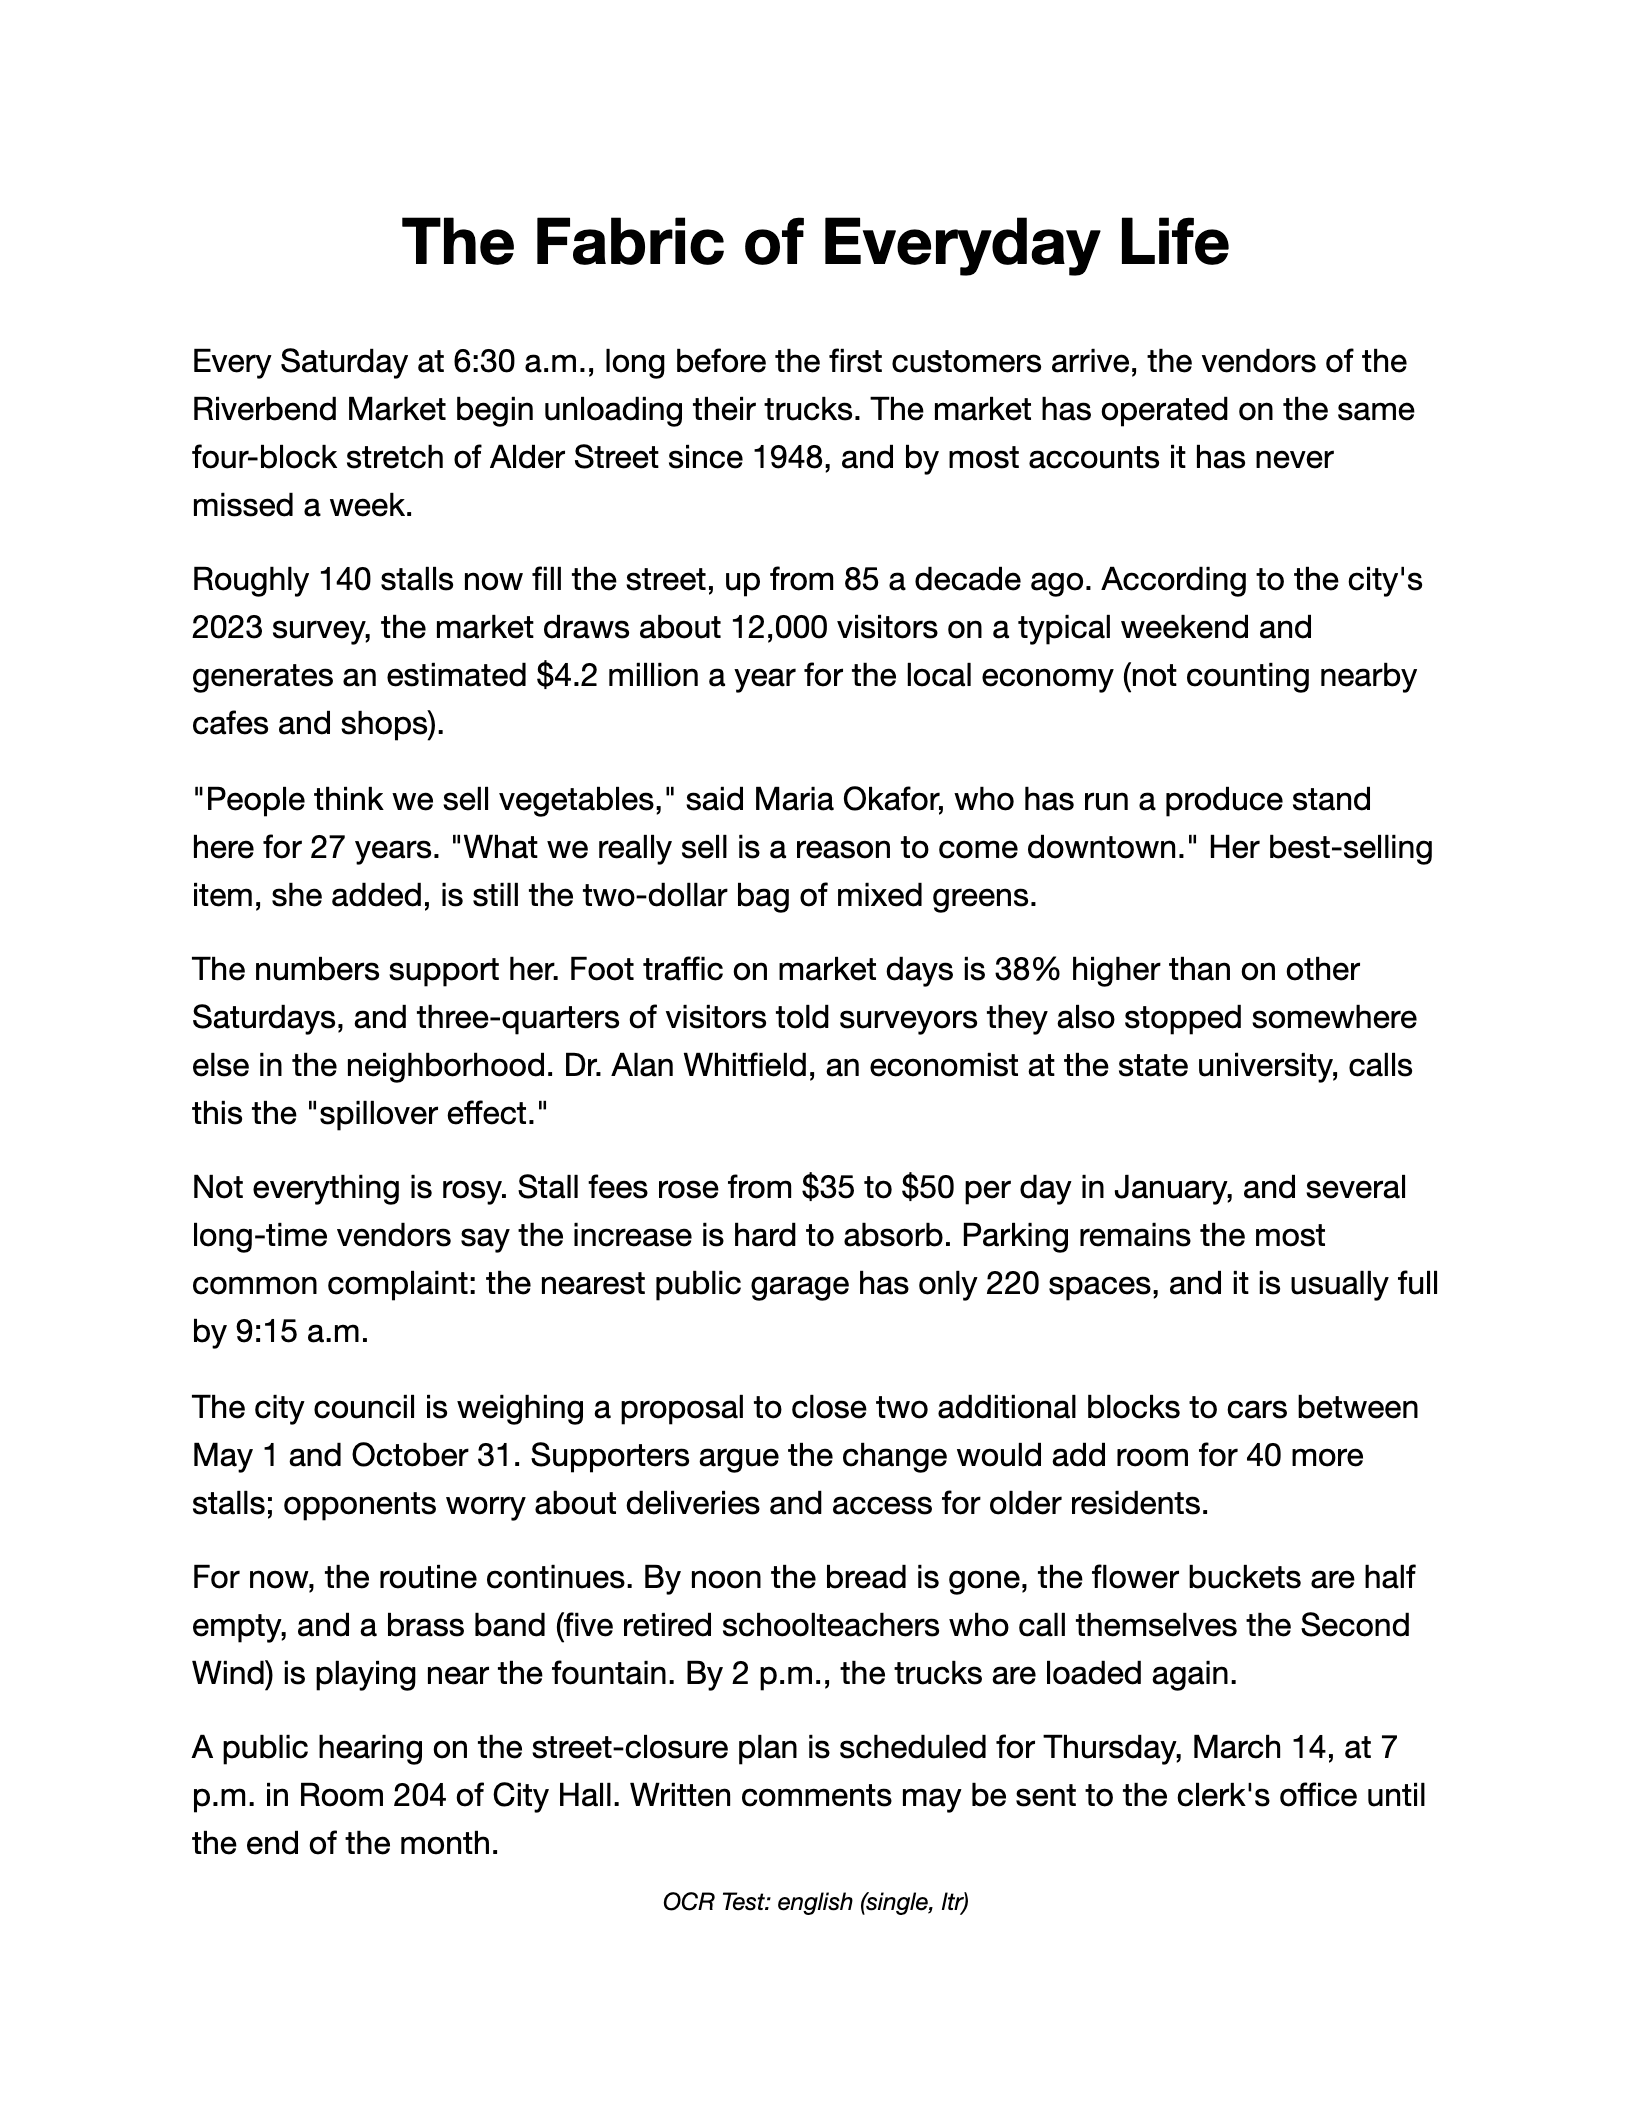 The Fabric of Everyday Life
Every Saturday at 6:30 a.m., long before the first customers arrive, the vendors of the
Riverbend Market begin unloading their trucks. The market has operated on the same
four-block stretch of Alder Street since 1948, and by most accounts it has never
missed a week.
Roughly 140 stalls now fill the street, up from 85 a decade ago. According to the city's
2023 survey, the market draws about 12,000 visitors on a typical weekend and
generates an estimated $4.2 million a year for the local economy (not counting nearby
cafes and shops).
"People think we sell vegetables," said Maria Okafor, who has run a produce stand
here for 27 years. "What we really sell is a reason to come downtown." Her best-selling
item, she added, is still the two-dollar bag of mixed greens.
The numbers support her. Foot traffic on market days is 38% higher than on other
Saturdays, and three-quarters of visitors told surveyors they also stopped somewhere
else in the neighborhood. Dr. Alan Whitfield, an economist at the state university, calls
this the "spillover effect."
Not everything is rosy. Stall fees rose from $35 to $50 per day in January, and several
long-time vendors say the increase is hard to absorb. Parking remains the most
common complaint: the nearest public garage has only 220 spaces, and it is usually full
by 9:15 a.m.
The city council is weighing a proposal to close two additional blocks to cars between
May 1 and October 31. Supporters argue the change would add room for 40 more
stalls; opponents worry about deliveries and access for older residents.
For now, the routine continues. By noon the bread is gone, the flower buckets are half
empty, and a brass band (five retired schoolteachers who call themselves the Second
Wind) is playing near the fountain. By 2 p.m., the trucks are loaded again.
A public hearing on the street-closure plan is scheduled for Thursday, March 14, at 7
p.m. in Room 204 of City Hall. Written comments may be sent to the clerk's office until
the end of the month.
OCR Test: english (single, ltr)